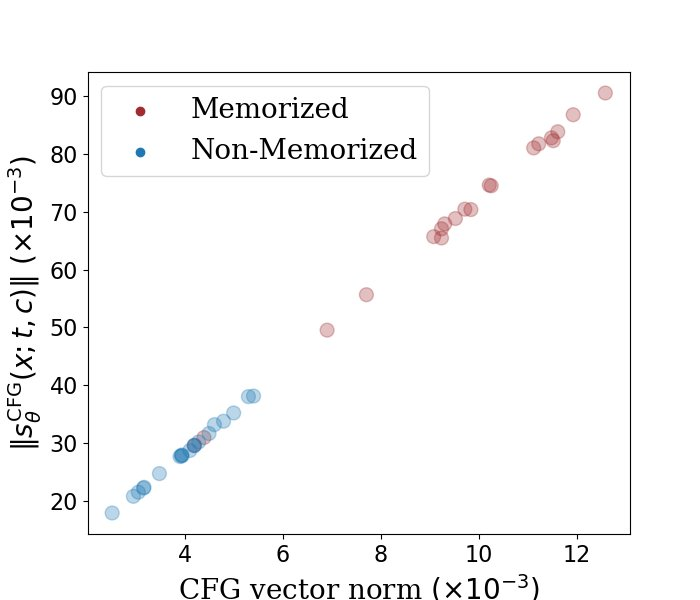 Memorized
Non-Memorized
90
80
70
60
50
40
30
20
‖s_θ^CFG(x; t, c)‖ (×10⁻³)
4 6 8 10 12
CFG vector norm (×10⁻³)